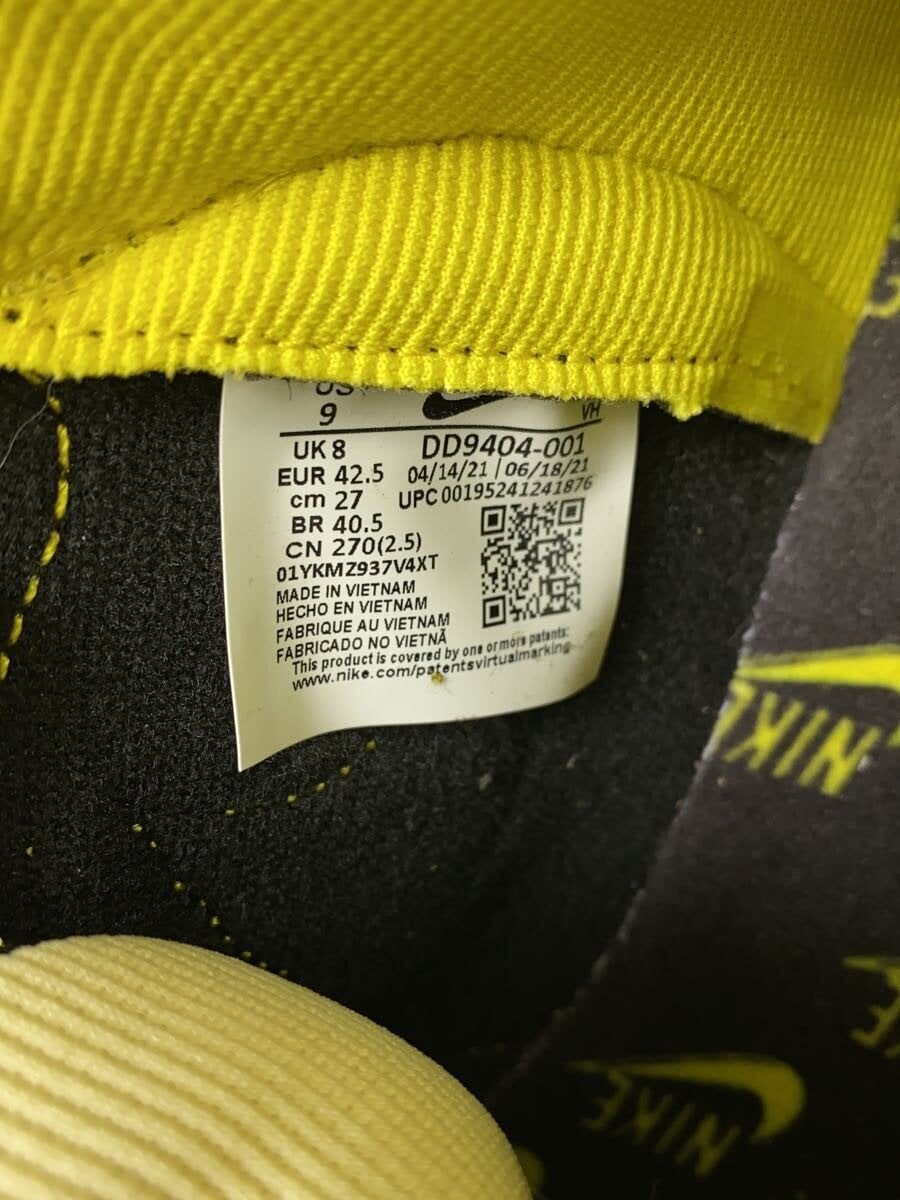 US
9
VH
UK 8
EUR 42.5
cm 27
BR 40.5
CN 270(2.5)
DD9404-001
04/14/21 | 06/18/21
UPC 00195241241876
01YKMZ937V4XT
MADE IN VIETNAM
HECHO EN VIETNAM
FABRIQUE AU VIETNAM
FABRICADO NO VIETNÃ
This product is covered by one or more patents:
www.nike.com/patentsvirtualmarking
NIKE
NIKE